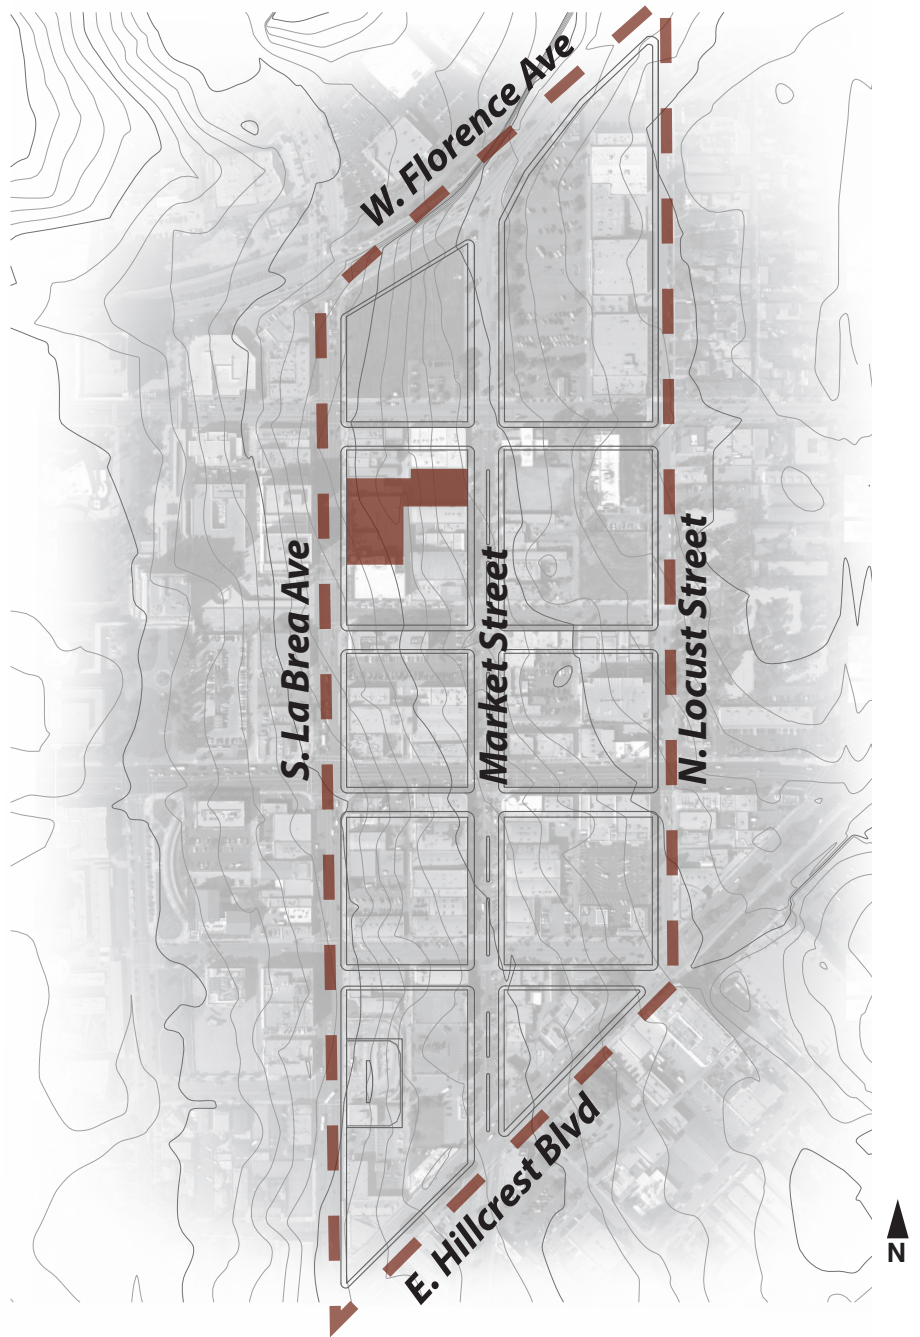 W. Florence Ave
S. La Brea Ave
Market Street
N. Locust Street
E. Hillcrest Blvd
N